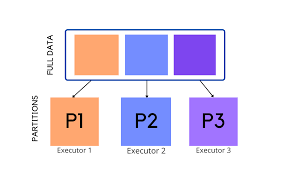 FULL DATA
PARTITIONS
P1
P2
P3
Executor 1
Executor 2
Executor 3